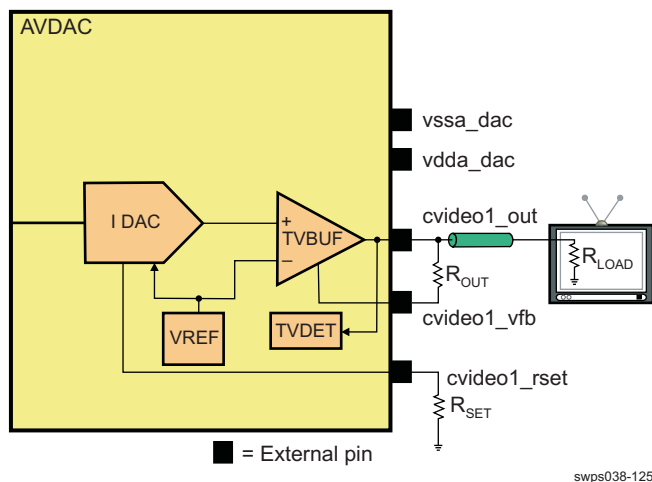 AVDAC
vssa_dac
vdda_dac
I DAC
+
TVBUF
–
cvideo1_out
R_LOAD
R_OUT
VREF
TVDET
cvideo1_vfb
cvideo1_rset
R_SET
= External pin
swps038-125